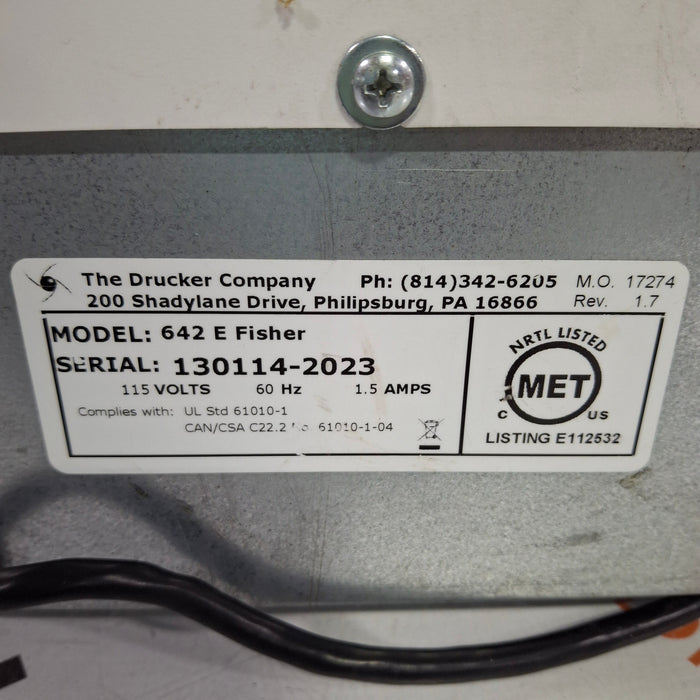 The Drucker Company Ph: (814)342-6205 M.O. 17274
200 Shadylane Drive, Philipsburg, PA 16866 Rev. 1.7
MODEL: 642 E Fisher
SERIAL: 130114-2023
115 VOLTS 60 Hz 1.5 AMPS
Complies with: UL Std 61010-1
CAN/CSA C22.2 No. 61010-1-04
NRTL LISTED
MET
C US
LISTING E112532